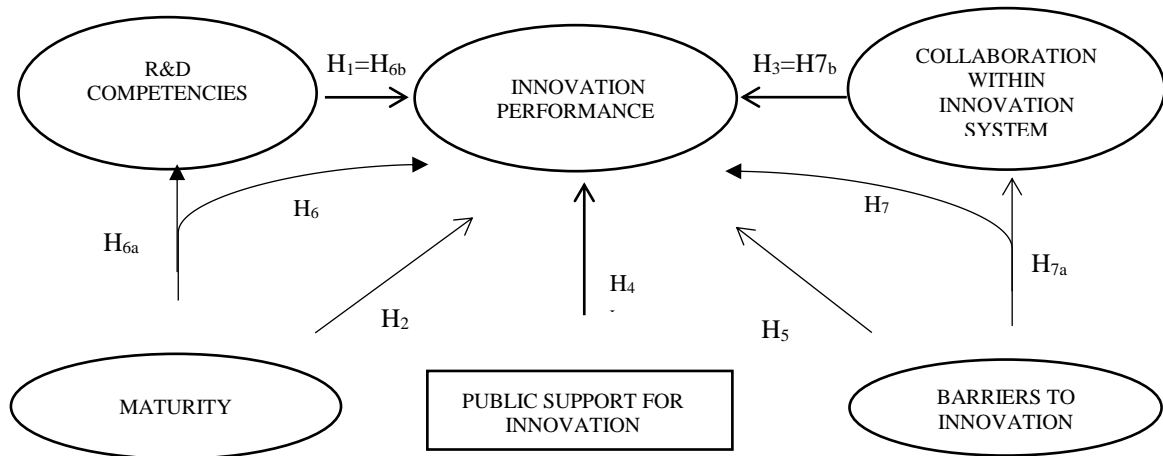 R&D
COMPETENCIES
H1=H6b
INNOVATION
PERFORMANCE
H3=H7b
COLLABORATION
WITHIN
INNOVATION
SYSTEM
H6a
H6
H2
H4
H5
H7
H7a
MATURITY
PUBLIC SUPPORT FOR
INNOVATION
BARRIERS TO
INNOVATION